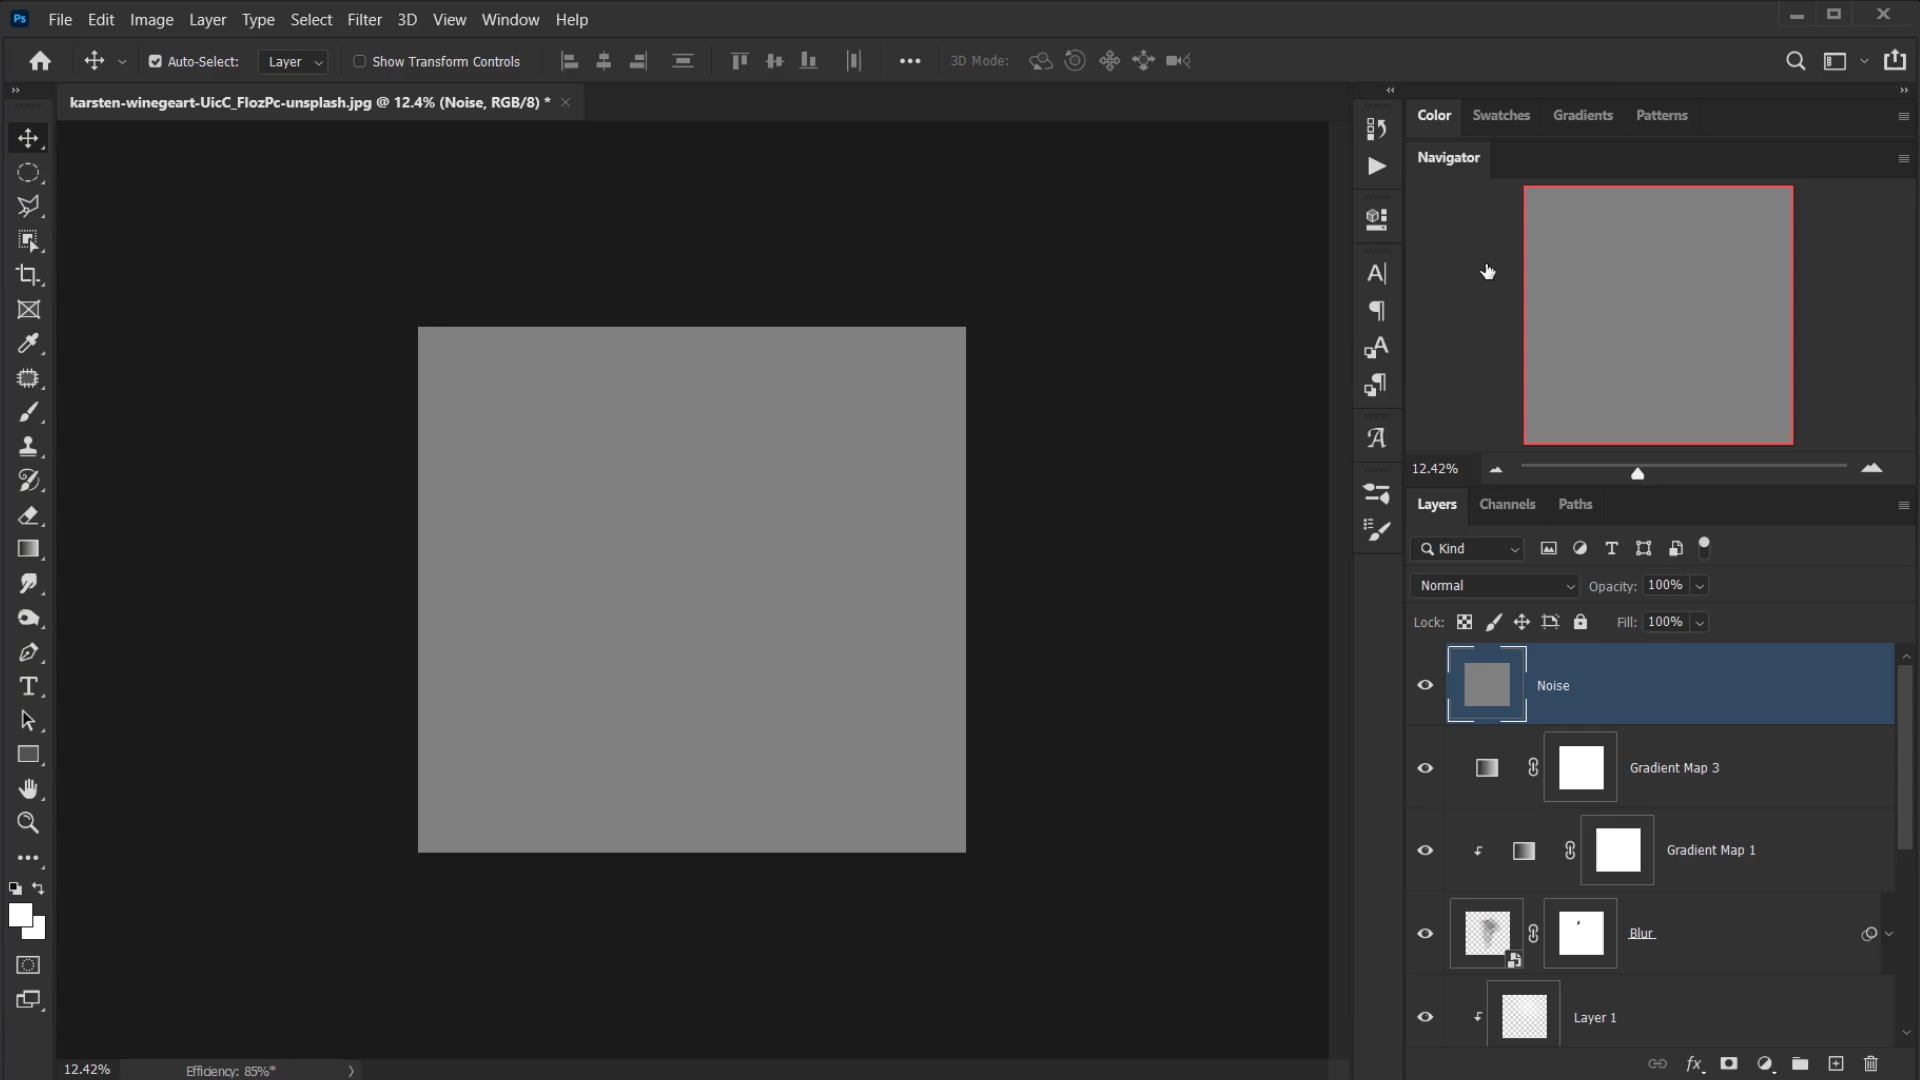 Ps File Edit Image Layer Type Select Filter 3D View Window Help
Auto-Select: Layer Show Transform Controls 3D Mode:
karsten-winegeart-UicC_FlozPc-unsplash.jpg @ 12.4% (Noise, RGB/8) *
Color Swatches Gradients Patterns
Navigator
12.42%
Layers Channels Paths
Kind
Normal Opacity: 100%
Lock: Fill: 100%
Noise
Gradient Map 3
Gradient Map 1
Blur
Layer 1
12.42% Efficiency: 85%*